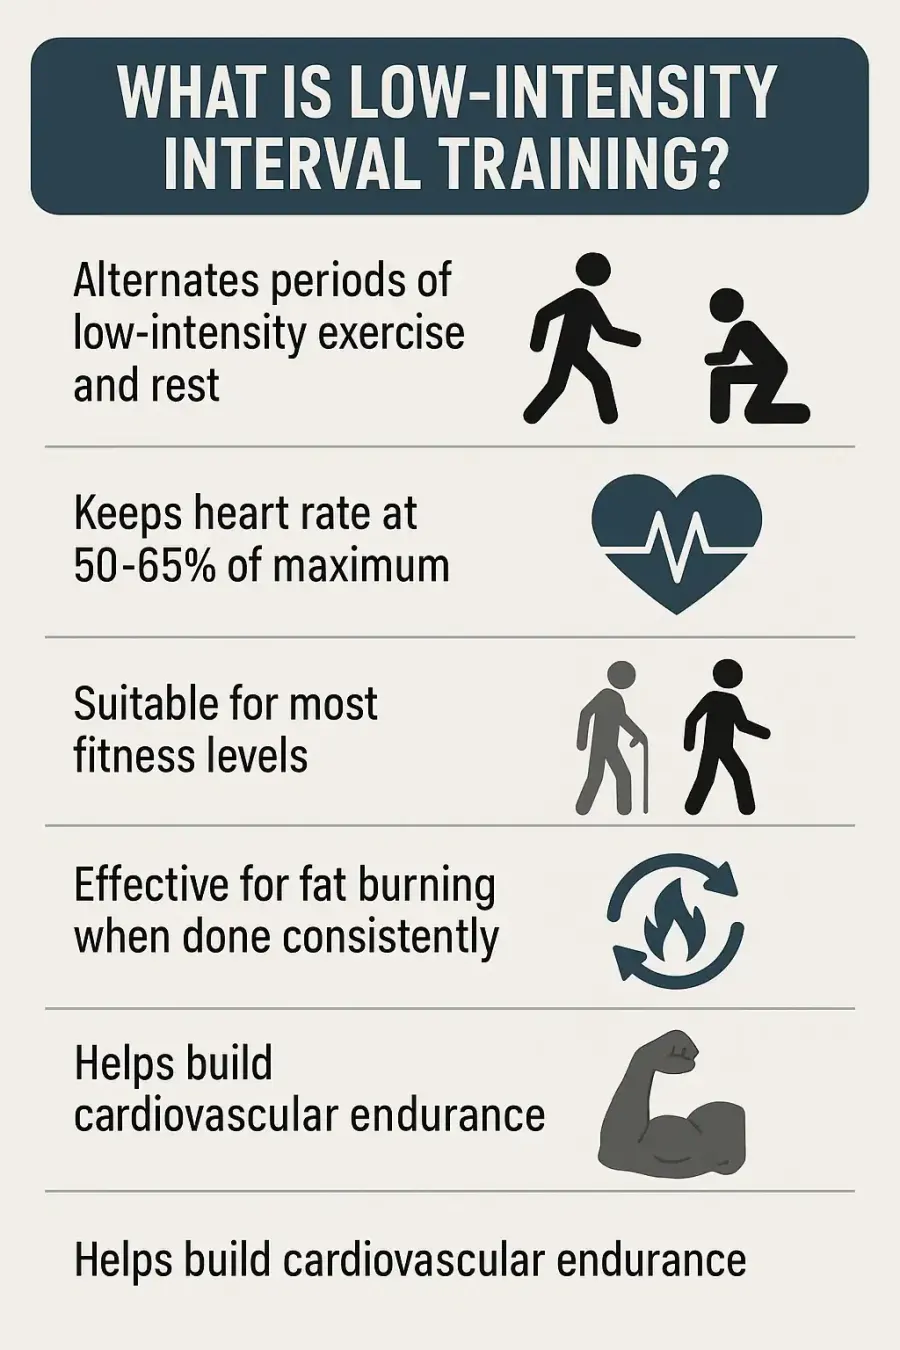 WHAT IS LOW-INTENSITY
INTERVAL TRAINING?
Alternates periods of
low-intensity exercise
and rest
Keeps heart rate at
50-65% of maximum
Suitable for most
fitness levels
Effective for fat burning
when done consistently
Helps build
cardiovascular endurance
Helps build cardiovascular endurance